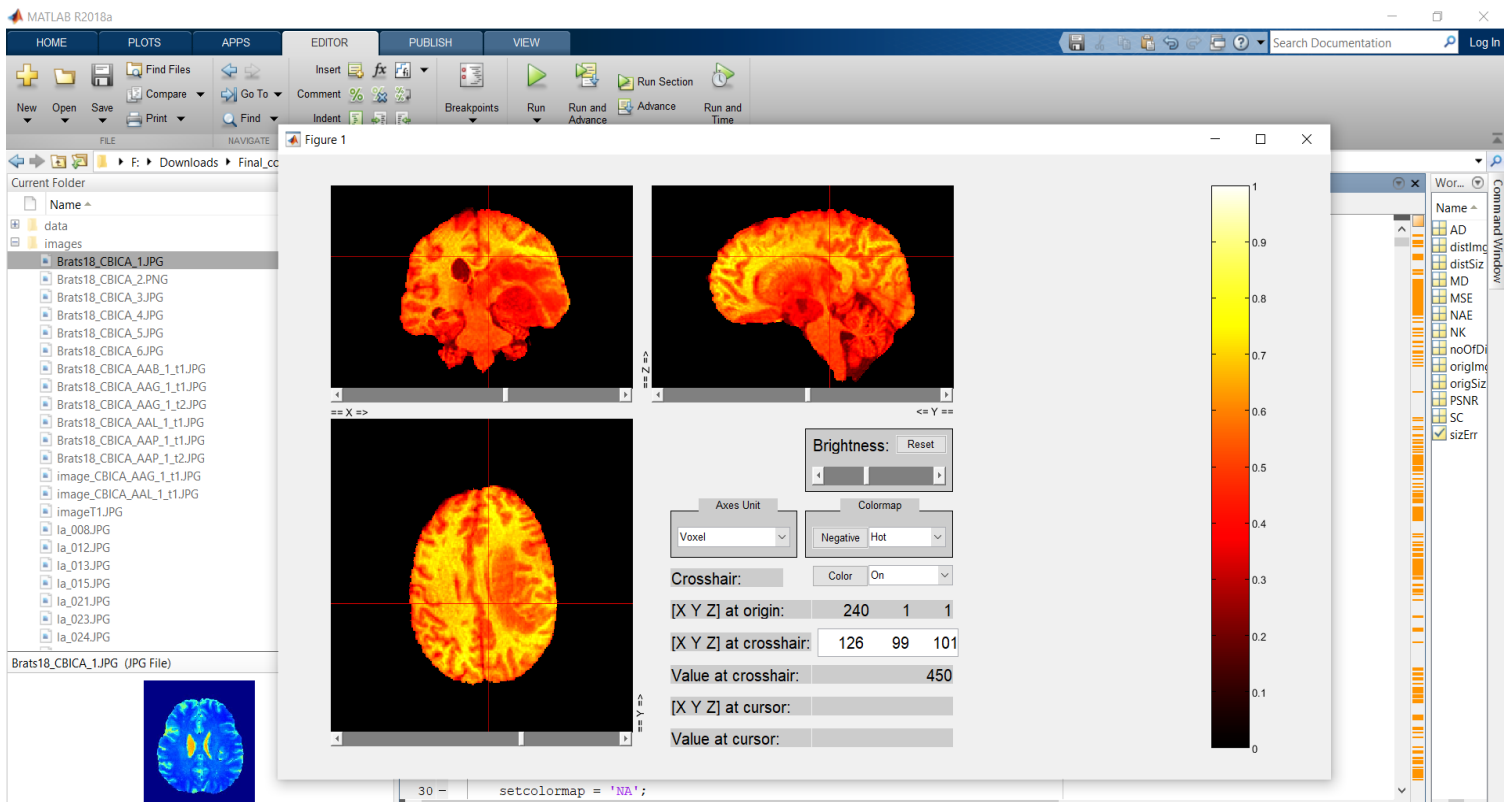 MATLAB R2018a
HOME PLOTS APPS EDITOR PUBLISH VIEW
Search Documentation
Log In
New
Open
Save
Find Files
Compare
Print
FILE
Go To
Find
NAVIGATE
Insert fx
Comment
Indent
Breakpoints
Run
Run and
Advance
Run Section
Advance
Run and
Time
F: Downloads Final_co
Current Folder
Name
data
images
Brats18_CBICA_1.JPG
Brats18_CBICA_2.PNG
Brats18_CBICA_3.JPG
Brats18_CBICA_4.JPG
Brats18_CBICA_5.JPG
Brats18_CBICA_6.JPG
Brats18_CBICA_AAB_1_t1.JPG
Brats18_CBICA_AAG_1_t1.JPG
Brats18_CBICA_AAG_1_t2.JPG
Brats18_CBICA_AAL_1_t1.JPG
Brats18_CBICA_AAP_1_t1.JPG
Brats18_CBICA_AAP_1_t2.JPG
image_CBICA_AAG_1_t1.JPG
image_CBICA_AAL_1_t1.JPG
imageT1.JPG
la_008.JPG
la_012.JPG
la_013.JPG
la_015.JPG
la_021.JPG
la_023.JPG
la_024.JPG
Brats18_CBICA_1.JPG (JPG File)
Figure 1
== Z =>
== X =>
<= Y ==
== Y =>
Brightness: Reset
Axes Unit
Voxel
Colormap
Negative Hot
Crosshair: Color On
[X Y Z] at origin: 240 1 1
[X Y Z] at crosshair: 126 99 101
Value at crosshair: 450
[X Y Z] at cursor:
Value at cursor:
1
0.9
0.8
0.7
0.6
0.5
0.4
0.3
0.2
0.1
0
30 – setcolormap = 'NA';
Wor...
Name
AD
distImg
distSiz
MD
MSE
NAE
NK
noOfDi
origImg
origSiz
PSNR
SC
sizErr
Command Window